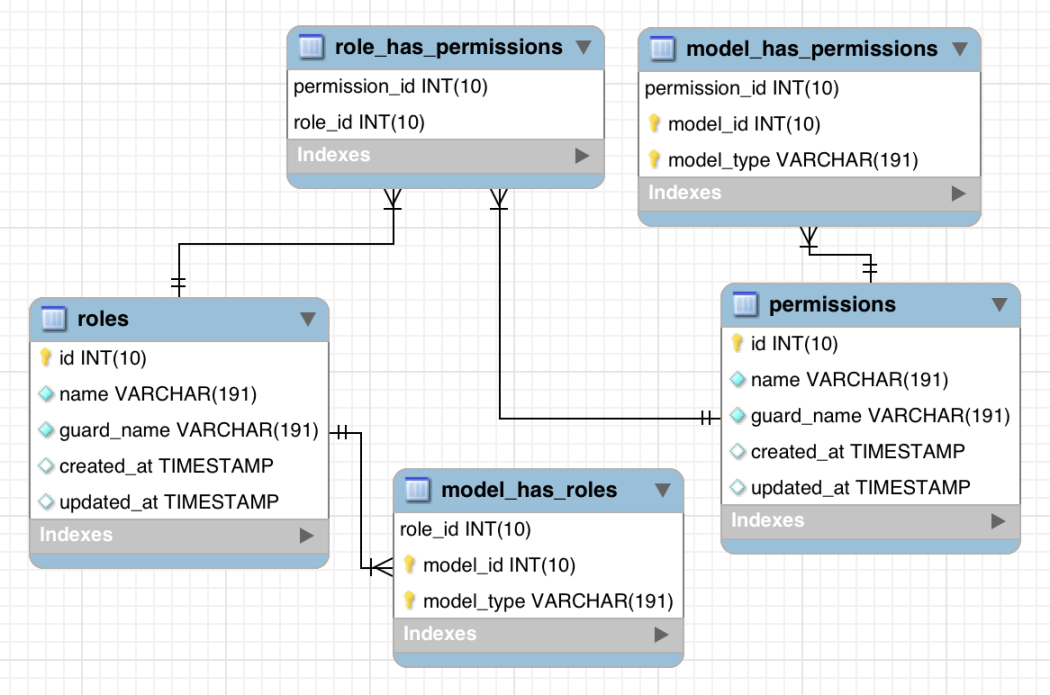 role_has_permissions
permission_id INT(10)
role_id INT(10)
Indexes
model_has_permissions
permission_id INT(10)
model_id INT(10)
model_type VARCHAR(191)
Indexes
roles
id INT(10)
name VARCHAR(191)
guard_name VARCHAR(191)
created_at TIMESTAMP
updated_at TIMESTAMP
Indexes
permissions
id INT(10)
name VARCHAR(191)
guard_name VARCHAR(191)
created_at TIMESTAMP
updated_at TIMESTAMP
Indexes
model_has_roles
role_id INT(10)
model_id INT(10)
model_type VARCHAR(191)
Indexes